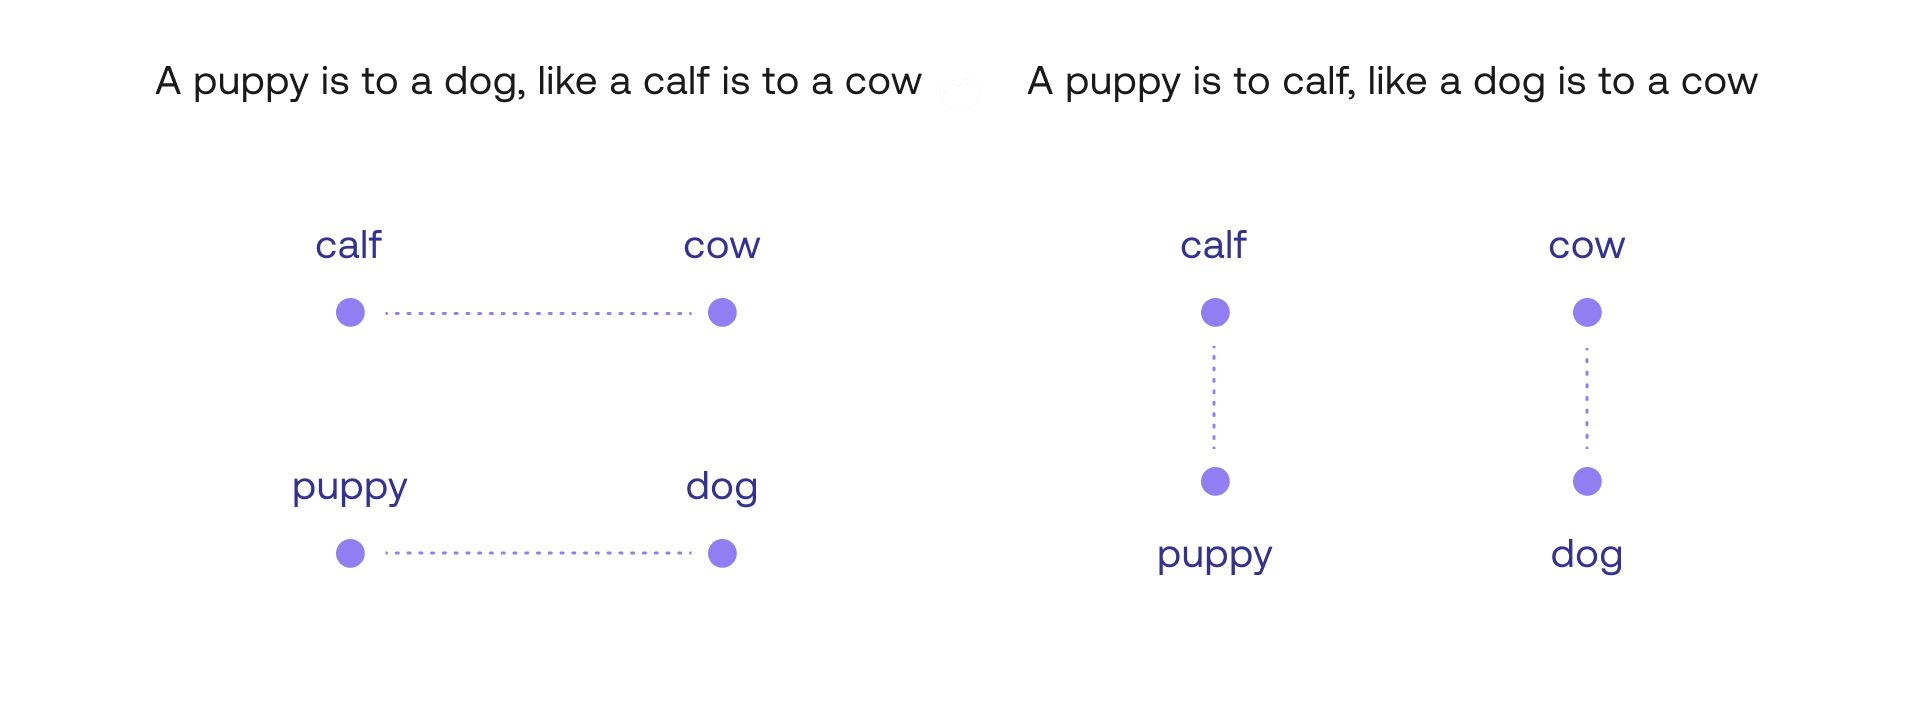 A puppy is to a dog, like a calf is to a cow
calf cow
puppy dog
A puppy is to calf, like a dog is to a cow
calf cow
puppy dog